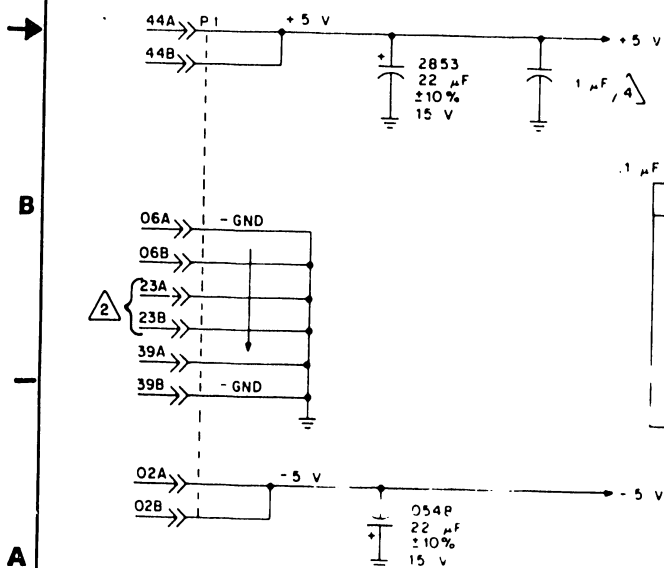 44A P1 +5 V +5 V
44B
+ 2853
22 µF
±10%
15 V
1 µF, 4
.1 µF
B
06A - GND
06B
2
23A
23B
39A
39B - GND
02A -5 V -5 V
02B
22 µF
+ ±10%
15 V
A